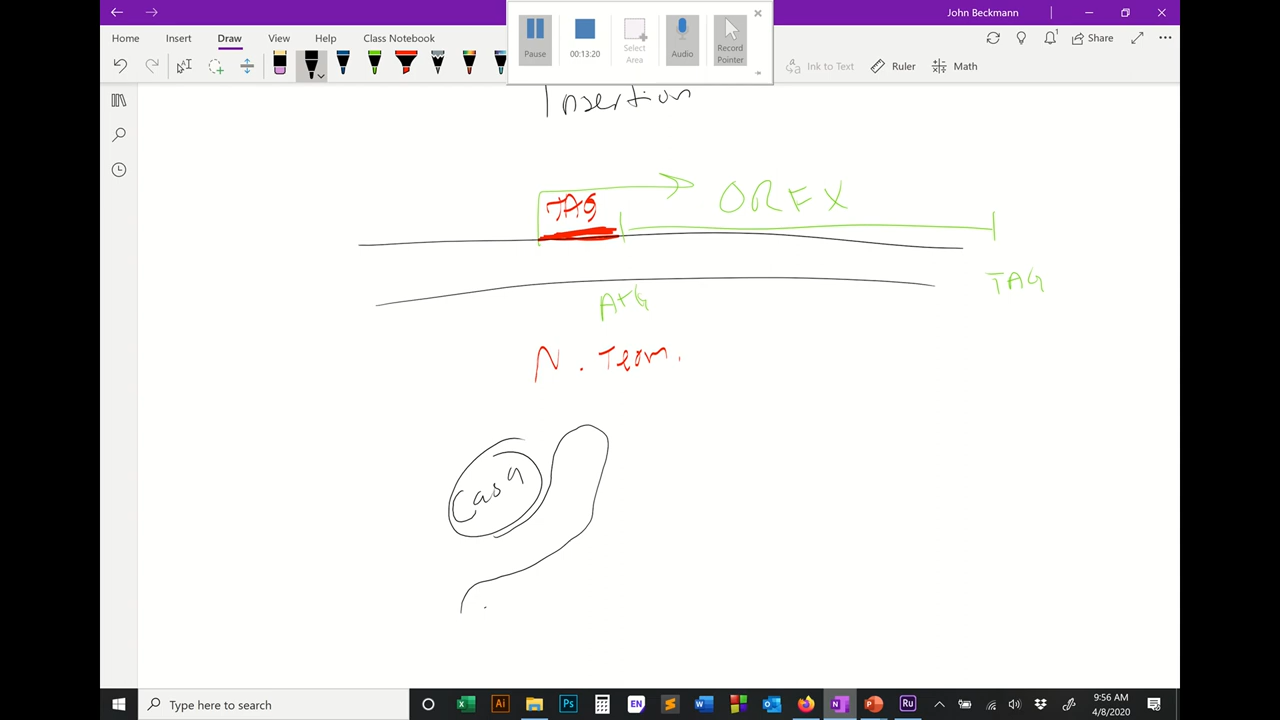 John Beckmann
Home Insert Draw View Help Class Notebook
Pause 00:13:20 Select Area Audio Record Pointer
Share
Ink to Text Ruler Math
Insertion
TAG ORF X
ATG TAG
N. Term.
Cas9
Type here to search
9:56 AM
4/8/2020